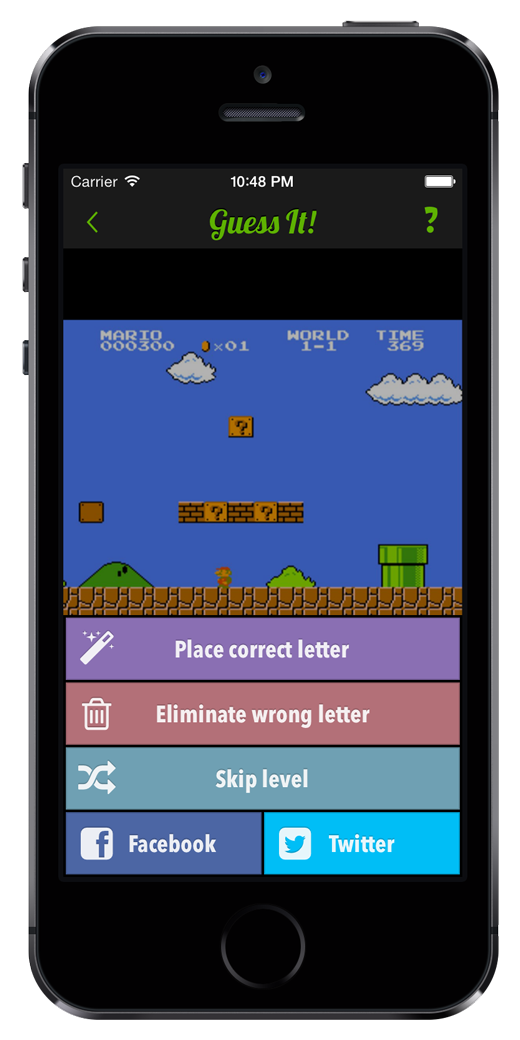 Carrier 10:48 PM
Guess It! ?
MARIO WORLD TIME
000300 ×01 1-1 369
?
? ?
Place correct letter
Eliminate wrong letter
Skip level
f Facebook Twitter